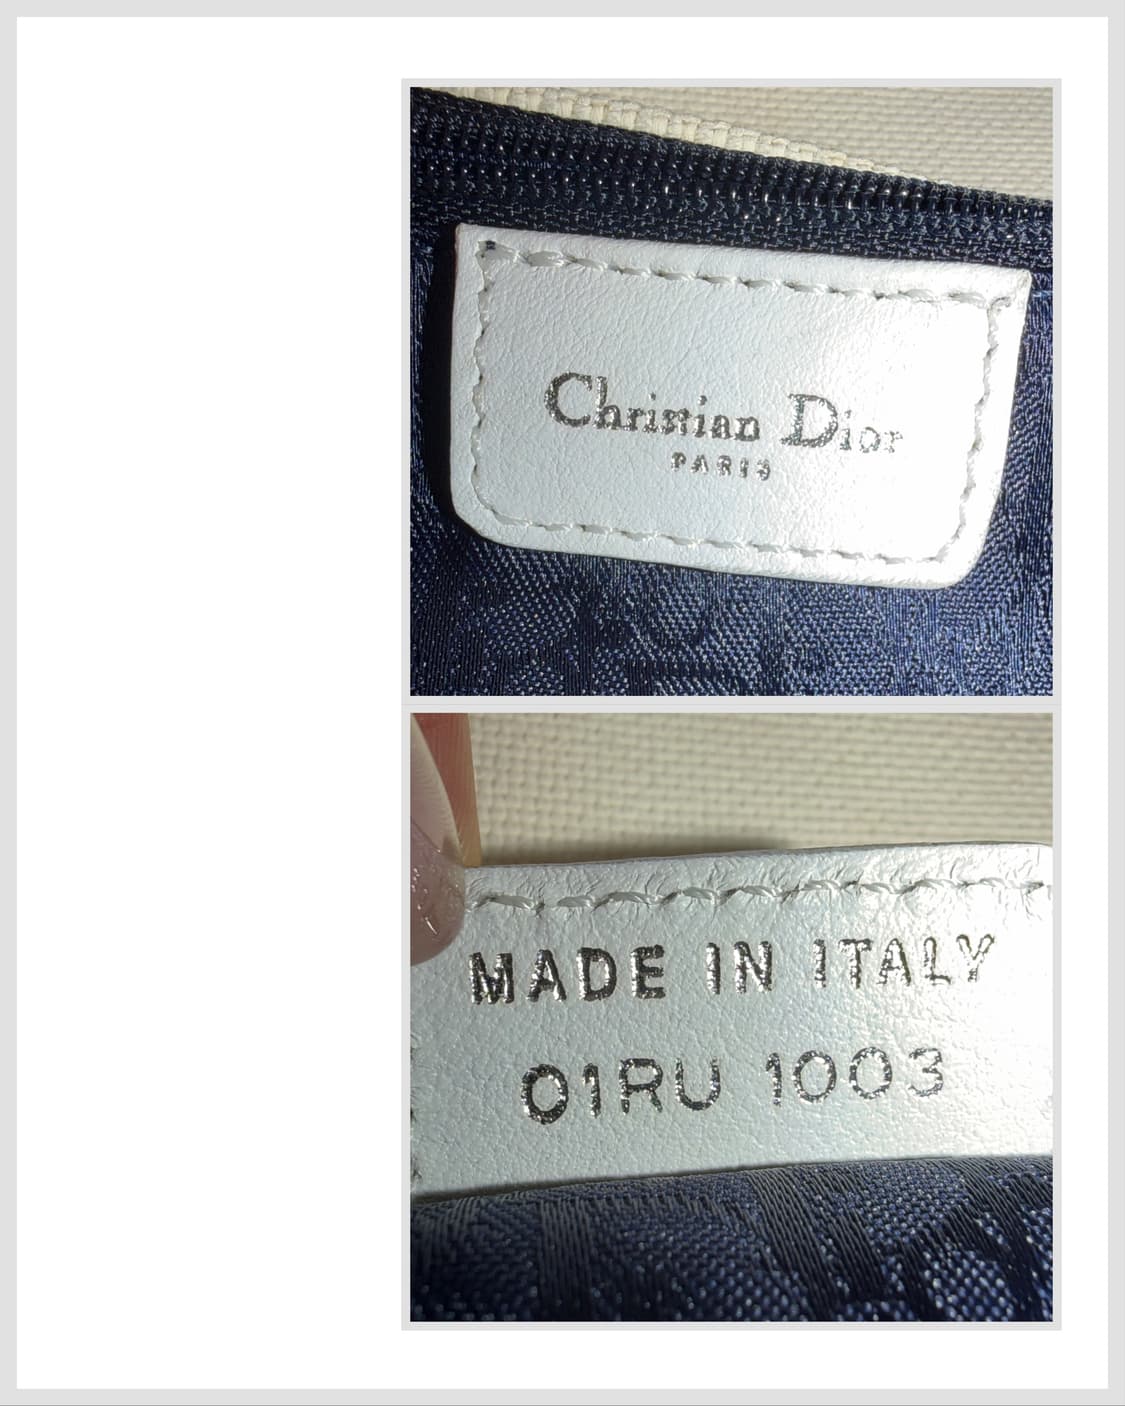 Christian Dior
PARIS
MADE IN ITALY
01RU 1003